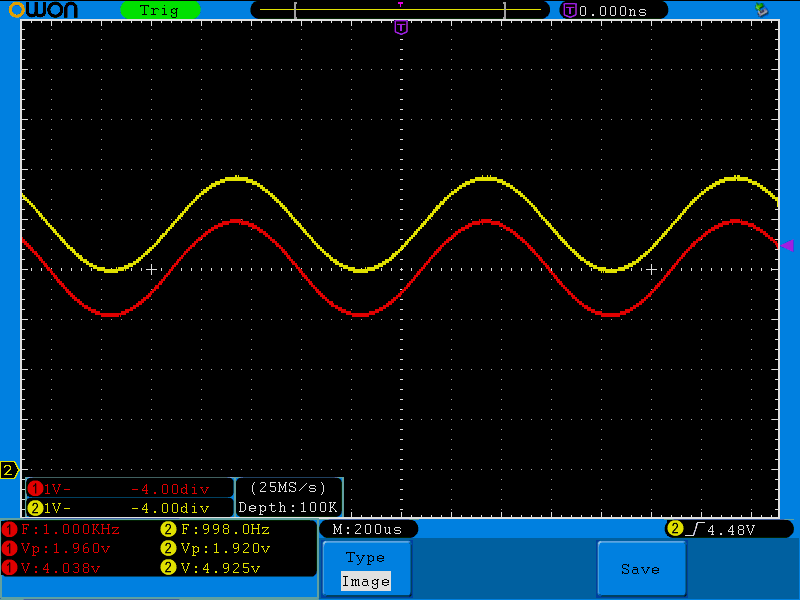 OWON Trig T 0.000ns
T
2
1 1V- -4.00div (25MS/s)
2 1V- -4.00div Depth:100K
1 F:1.000KHz 2 F:998.0Hz M:200us 2 4.48V
1 Vp:1.960v 2 Vp:1.920v Type
1 V:4.038v 2 V:4.925v Image Save